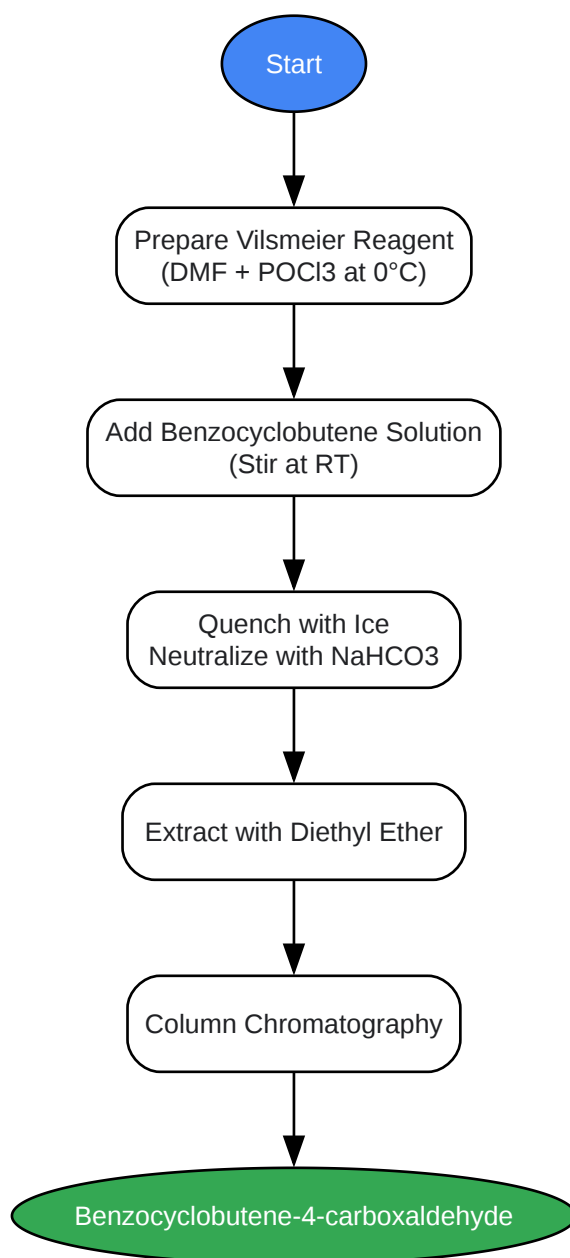 Start
Prepare Vilsmeier Reagent
(DMF + POCl3 at 0°C)
Add Benzocyclobutene Solution
(Stir at RT)
Quench with Ice
Neutralize with NaHCO3
Extract with Diethyl Ether
Column Chromatography
Benzocyclobutene-4-carboxaldehyde